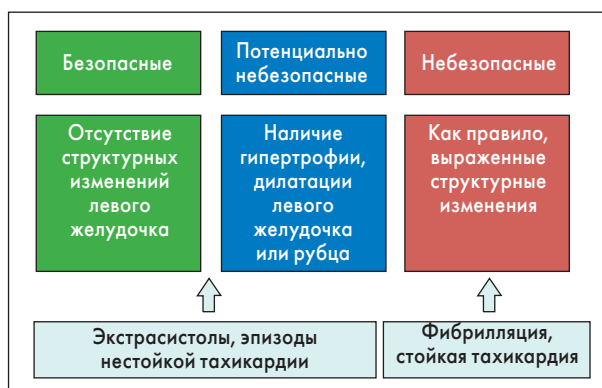 Безопасные
Потенциально
небезопасные
Небезопасные
Отсутствие
структурных
изменений
левого
желудочка
Наличие
гипертрофии,
дилатации
левого
желудочка
или рубца
Как правило,
выраженные
структурные
изменения
Экстрасистолы, эпизоды
нестойкой тахикардии
Фибрилляция,
стойкая тахикардия